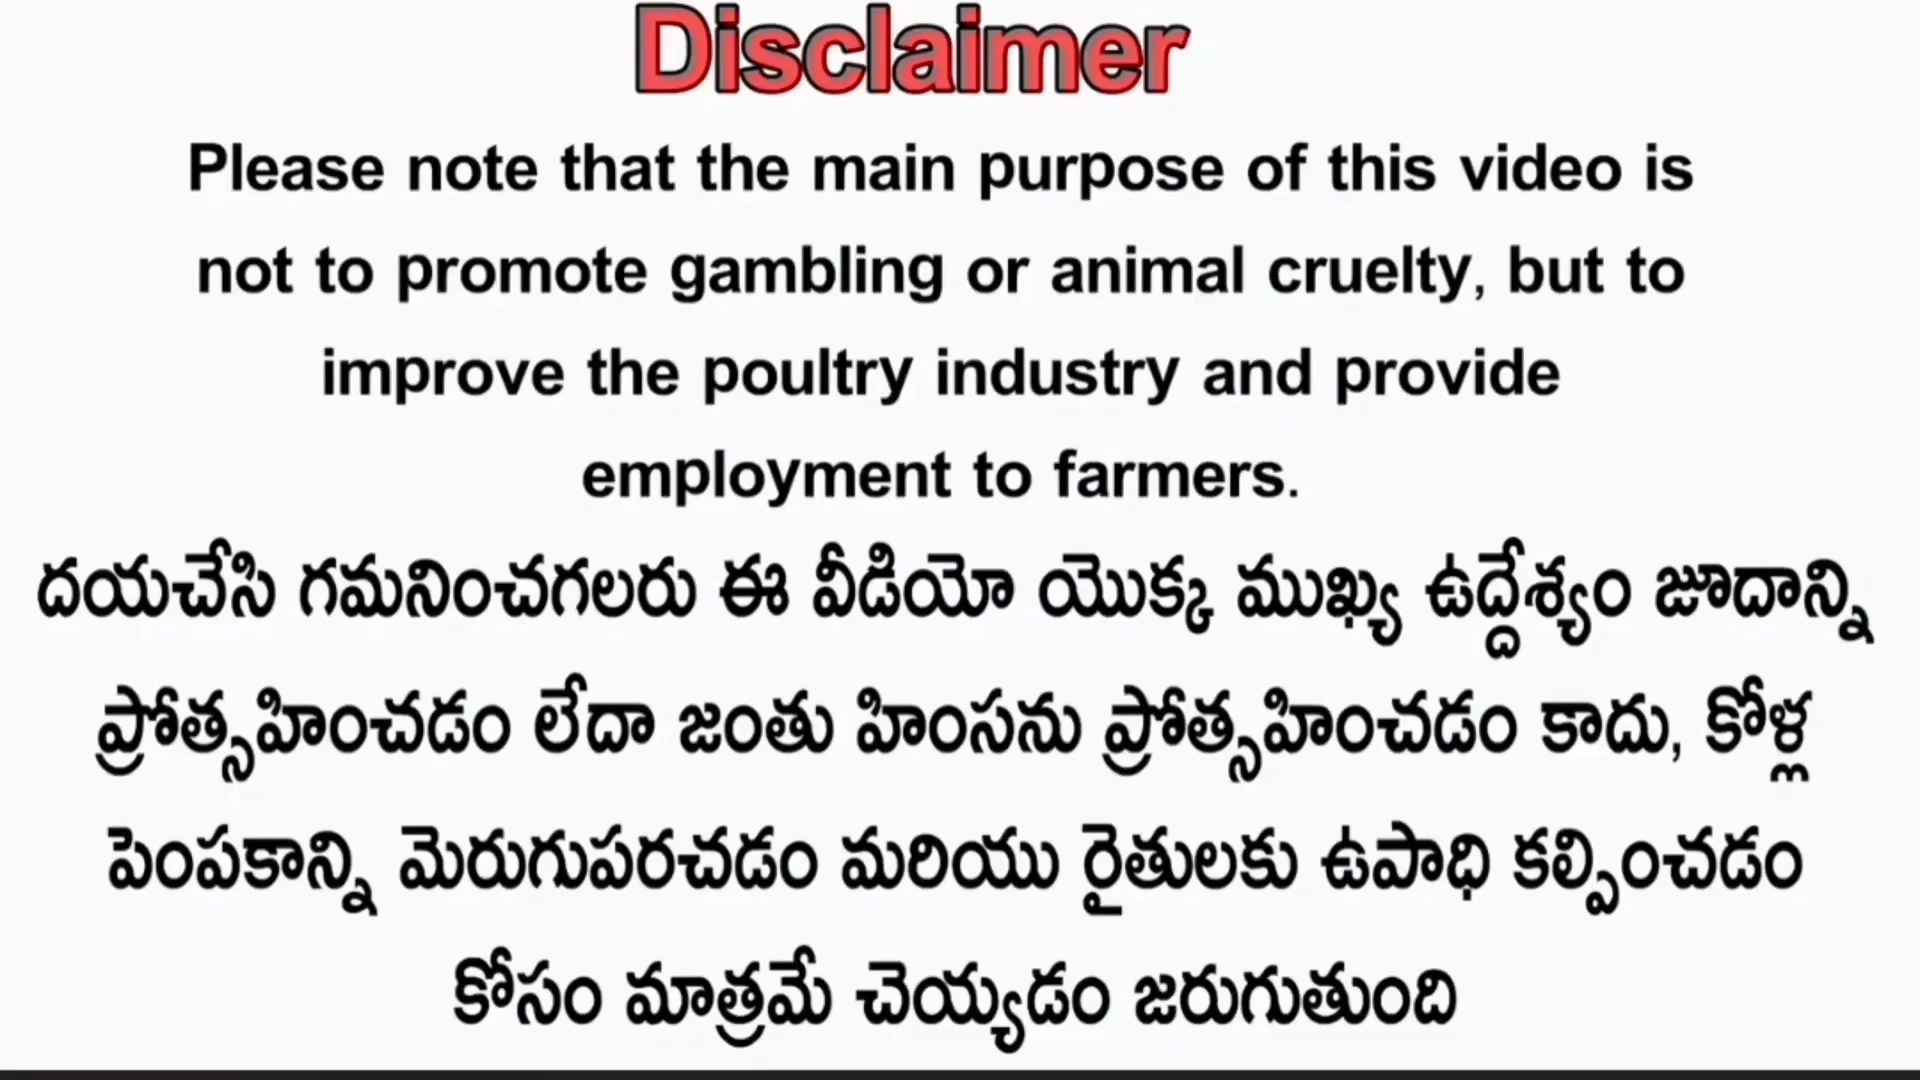 Disclaimer
Please note that the main purpose of this video is
not to promote gambling or animal cruelty, but to
improve the poultry industry and provide
employment to farmers.
దయచేసి గమనించగలరు ఈ వీడియో యొక్క ముఖ్య ఉద్దేశ్యం జూదాన్ని
ప్రోత్సహించడం లేదా జంతు హింసను ప్రోత్సహించడం కాదు, కోళ్ల
పెంపకాన్ని మెరుగుపరచడం మరియు రైతులకు ఉపాధి కల్పించడం
కోసం మాత్రమే చెయ్యడం జరుగుతుంది